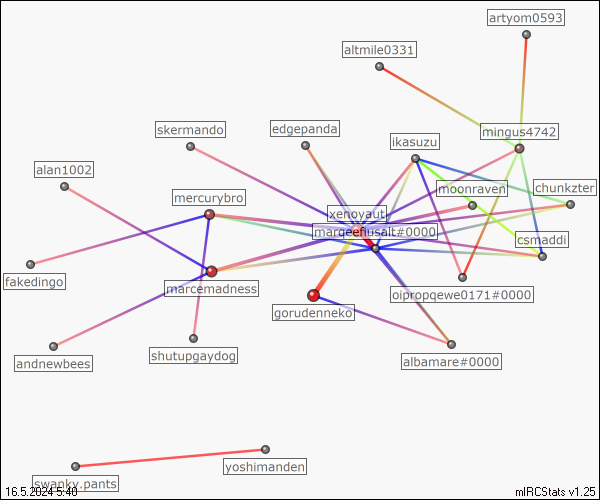 artyom0593
altmile0331
skermando
edgepanda
mingus4742
ikasuzu
alan1002
moonraven
chunkzter
mercurybro
xenoyaut
margeefiusalt#0000
csmaddi
fakedingo
marcemadness
oipropqewe0171#0000
gorudenneko
andnewbees
shutupgaydog
albamare#0000
yoshimanden
swanky.pants
16.5.2024 5:40
mIRCStats v1.25